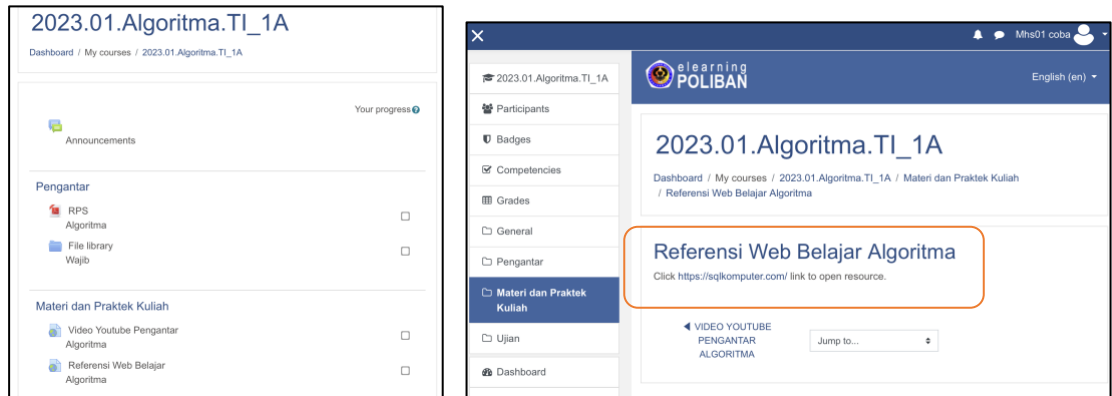 2023.01.Algoritma.TI_1A
Dashboard / My courses / 2023.01.Algoritma.TI_1A
Your progress
Announcements
Pengantar
RPS
Algoritma
File library
Wajib
Materi dan Praktek Kuliah
Video Youtube Pengantar
Algoritma
Referensi Web Belajar
Algoritma
Mhs01 coba
2023.01.Algoritma.TI_1A
Participants
Badges
Competencies
Grades
General
Pengantar
Materi dan Praktek
Kuliah
Ujian
Dashboard
elearning
POLIBAN
English (en)
2023.01.Algoritma.TI_1A
Dashboard / My courses / 2023.01.Algoritma.TI_1A / Materi dan Praktek Kuliah
/ Referensi Web Belajar Algoritma
Referensi Web Belajar Algoritma
Click https://sqlkomputer.com/ link to open resource.
VIDEO YOUTUBE
PENGANTAR
ALGORITMA
Jump to...